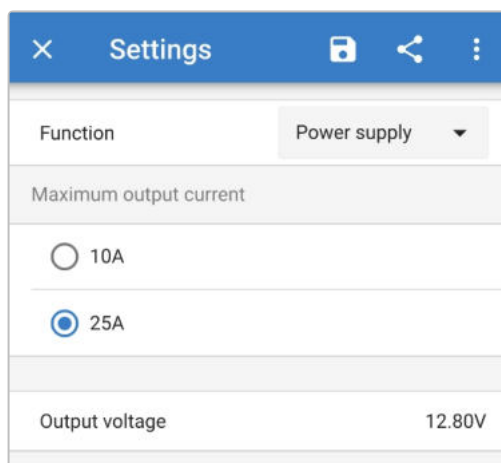 Settings
Function Power supply
Maximum output current
10A
25A
Output voltage 12.80V